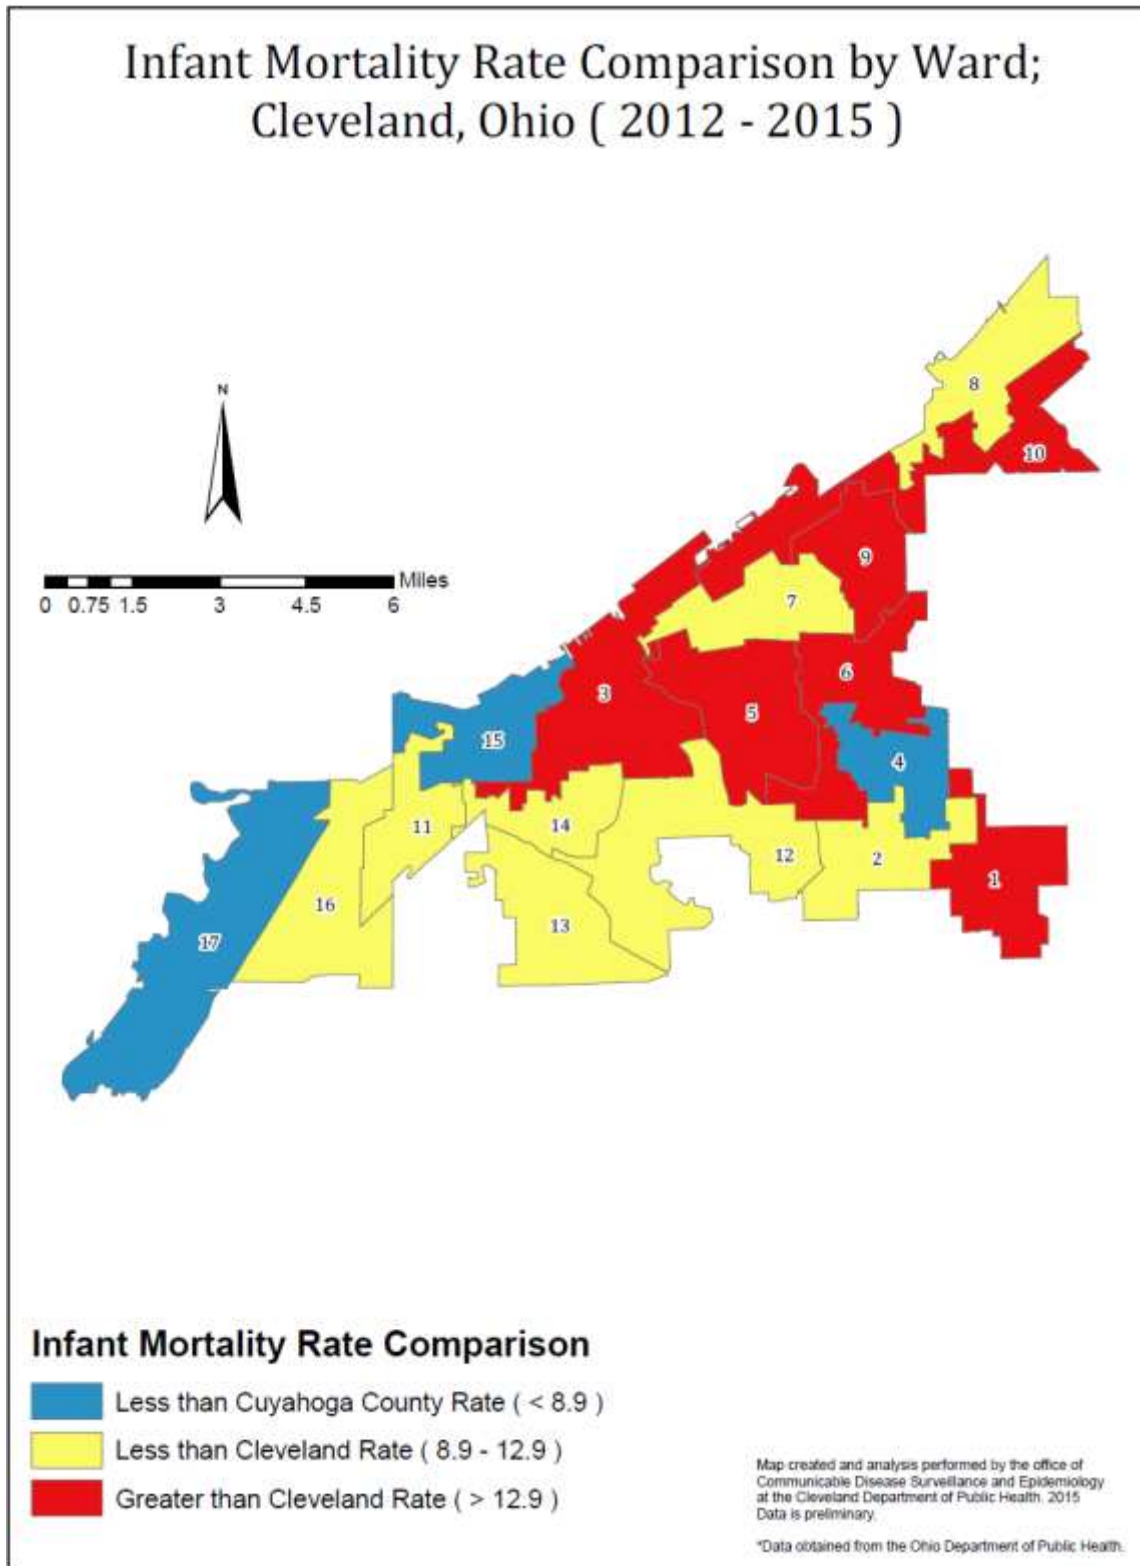 Infant Mortality Rate Comparison by Ward;
Cleveland, Ohio ( 2012 - 2015 )
N
Miles
0 0.75 1.5 3 4.5 6
8
10
9
7
6
3
5
15
4
11
14
12
2
1
16
13
17
Infant Mortality Rate Comparison
Less than Cuyahoga County Rate ( < 8.9 )
Less than Cleveland Rate ( 8.9 - 12.9 )
Greater than Cleveland Rate ( > 12.9 )
Map created and analysis performed by the office of
Communicable Disease Surveillance and Epidemiology
at the Cleveland Department of Public Health. 2015
Data is preliminary.
*Data obtained from the Ohio Department of Public Health.